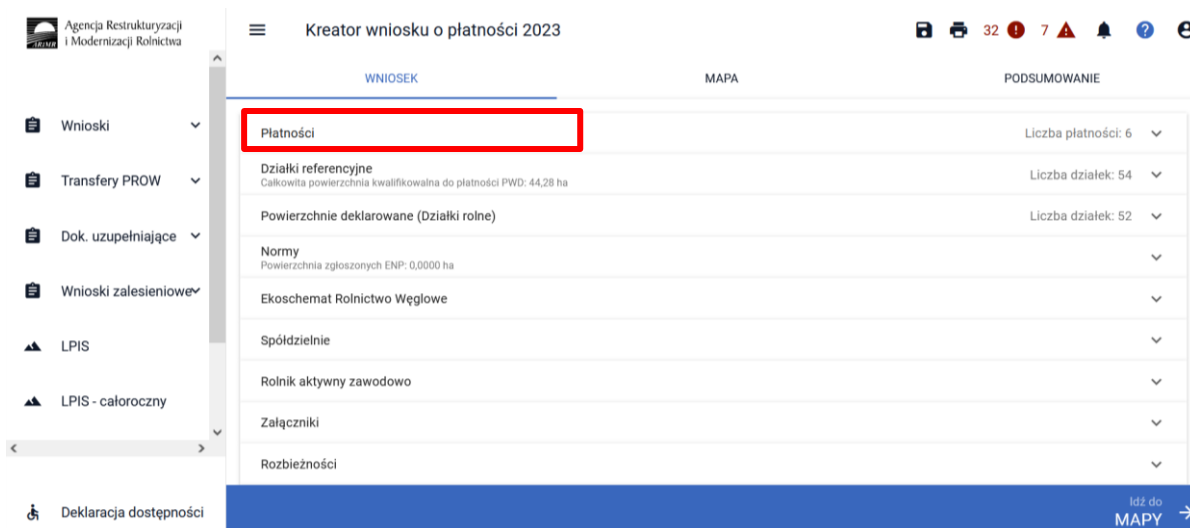 Agencja Restrukturyzacji
i Modernizacji Rolnictwa
ARiMR
Kreator wniosku o płatności 2023
32
7
WNIOSEK
MAPA
PODSUMOWANIE
Wnioski
Transfery PROW
Dok. uzupełniające
Wnioski zalesieniowe
LPIS
LPIS - całoroczny
Deklaracja dostępności
Płatności
Liczba płatności: 6
Działki referencyjne
Całkowita powierzchnia kwalifikowalna do płatności PWD: 44,28 ha
Liczba działek: 54
Powierzchnie deklarowane (Działki rolne)
Liczba działek: 52
Normy
Powierzchnia zgłoszonych ENP: 0,0000 ha
Ekoschemat Rolnictwo Węglowe
Spółdzielnie
Rolnik aktywny zawodowo
Załączniki
Rozbieżności
Idź do
MAPY